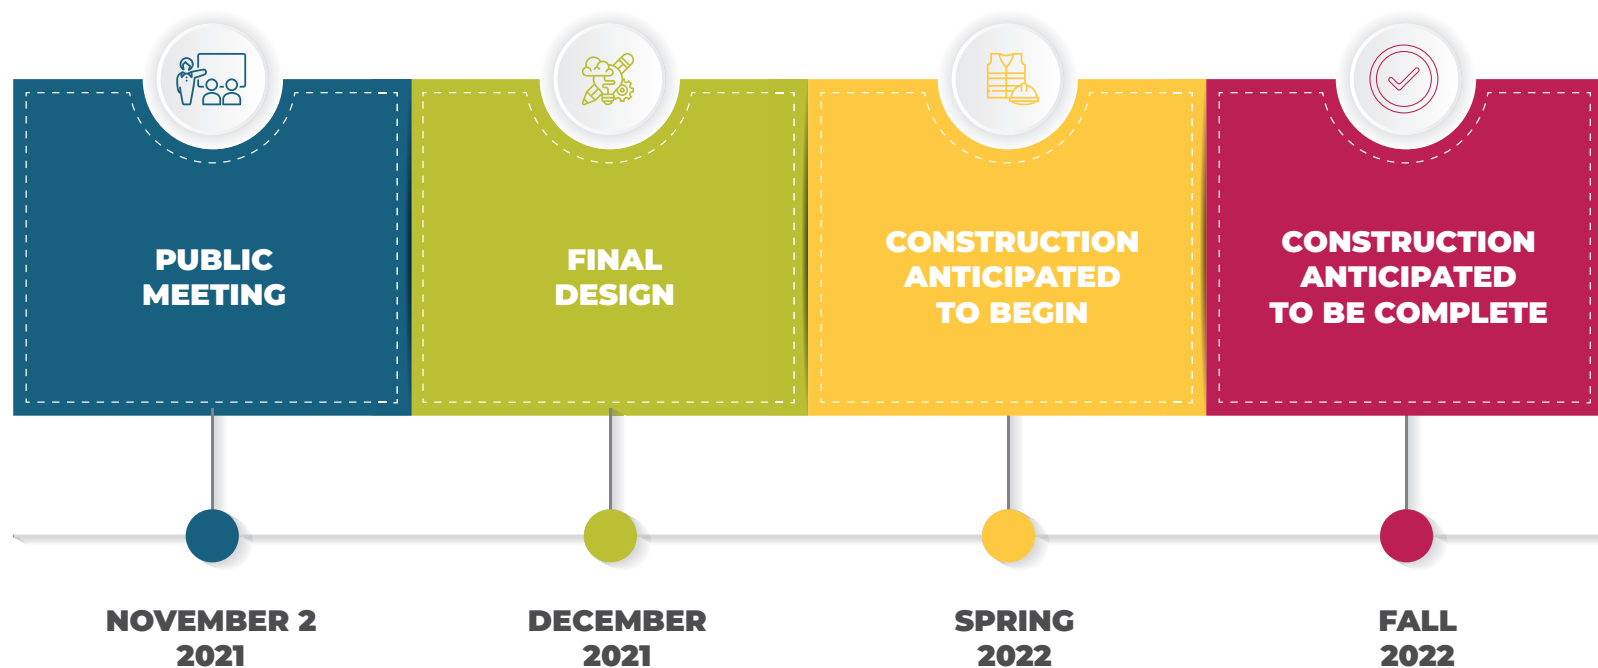 PUBLIC
MEETING
FINAL
DESIGN
CONSTRUCTION
ANTICIPATED
TO BEGIN
CONSTRUCTION
ANTICIPATED
TO BE COMPLETE
NOVEMBER 2
2021
DECEMBER
2021
SPRING
2022
FALL
2022